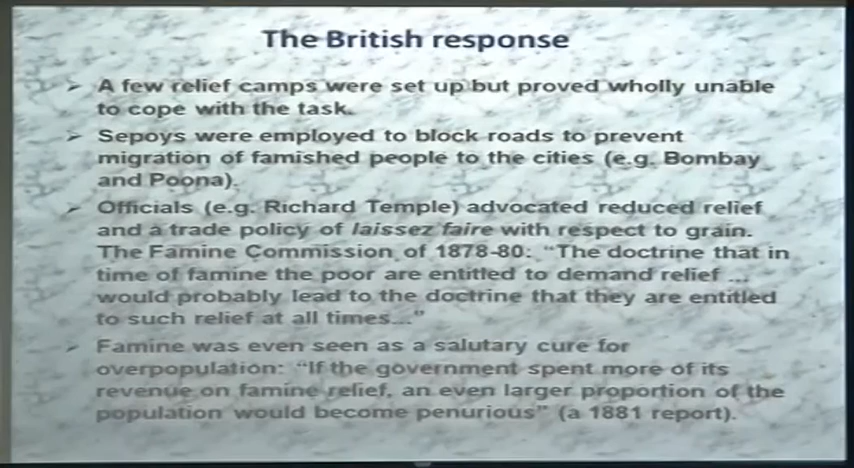 The British response
➢ A few relief camps were set up but proved wholly unable
to cope with the task.
➢ Sepoys were employed to block roads to prevent
migration of famished people to the cities (e.g. Bombay
and Poona).
➢ Officials (e.g. Richard Temple) advocated reduced relief
and a trade policy of laissez faire with respect to grain.
The Famine Commission of 1878-80: “The doctrine that in
time of famine the poor are entitled to demand relief ...
would probably lead to the doctrine that they are entitled
to such relief at all times...”
➢ Famine was even seen as a salutary cure for
overpopulation: “If the government spent more of its
revenue on famine relief, an even larger proportion of the
population would become penurious” (a 1881 report).